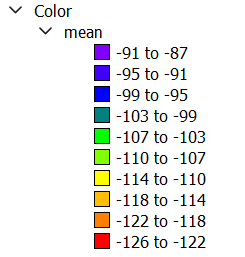 Color
mean
-91 to -87
-95 to -91
-99 to -95
-103 to -99
-107 to -103
-110 to -107
-114 to -110
-118 to -114
-122 to -118
-126 to -122